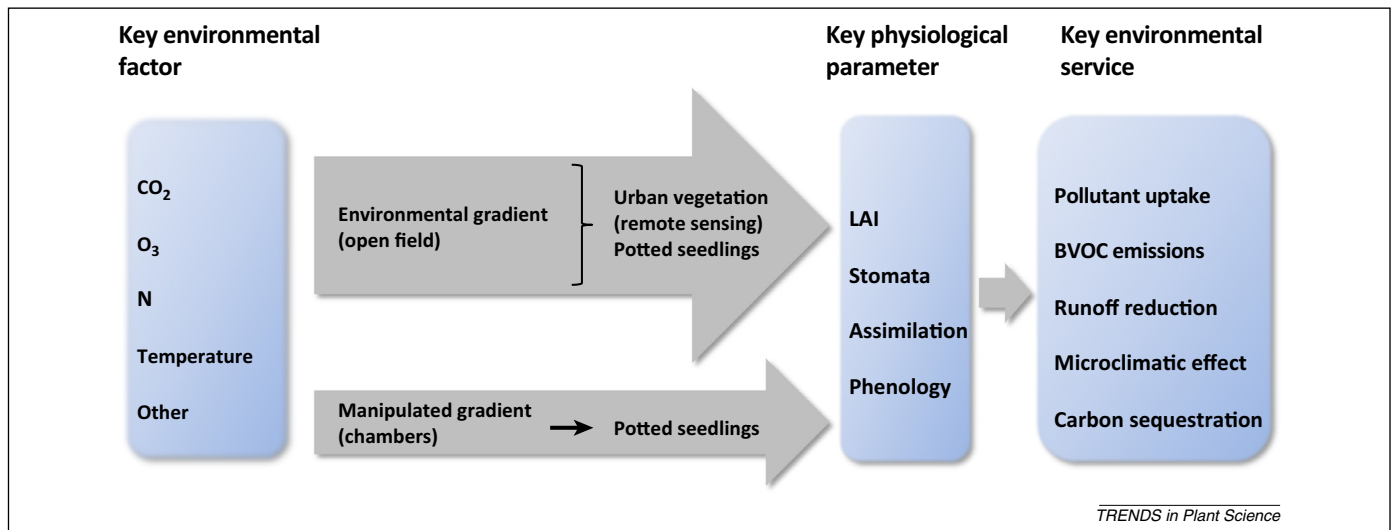 Key environmental
factor
Key physiological
parameter
Key environmental
service
CO₂
O₃
N
Temperature
Other
Environmental gradient
(open field)
Urban vegetation
(remote sensing)
Potted seedlings
Manipulated gradient
(chambers)
Potted seedlings
LAI
Stomata
Assimilation
Phenology
Pollutant uptake
BVOC emissions
Runoff reduction
Microclimatic effect
Carbon sequestration
TRENDS in Plant Science